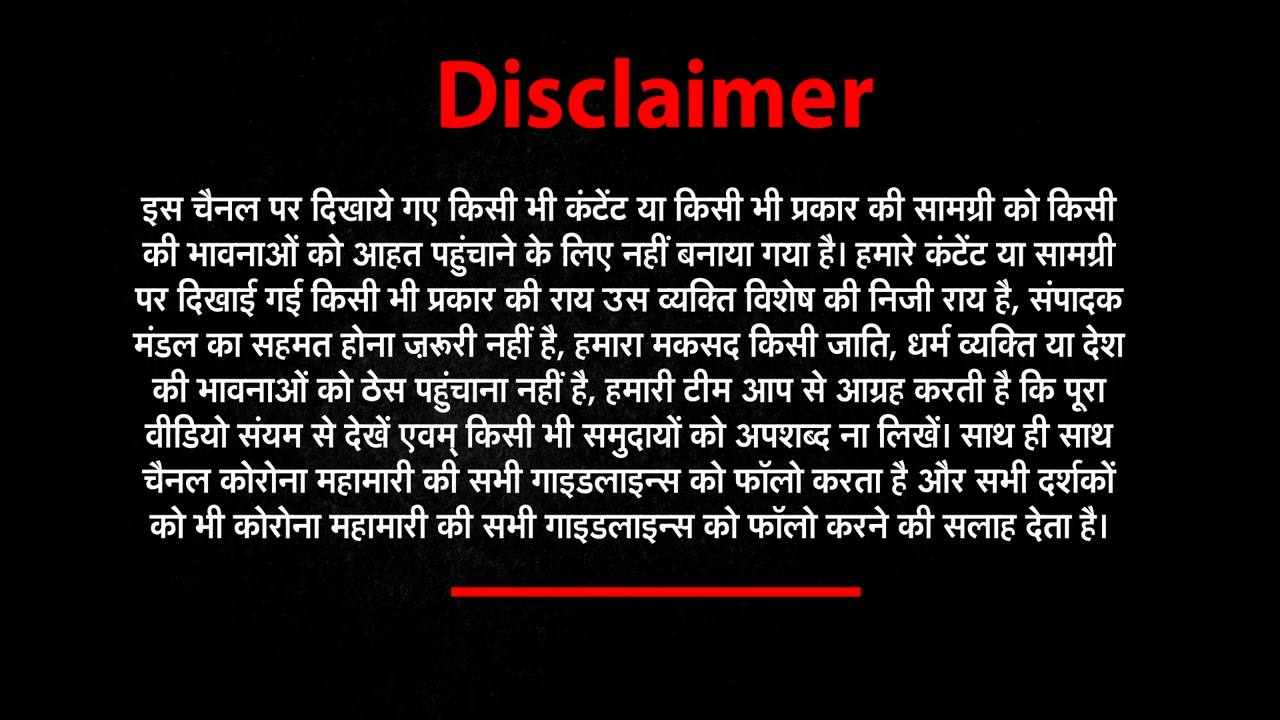 Disclaimer
इस चैनल पर दिखाये गए किसी भी कंटेंट या किसी भी प्रकार की सामग्री को किसी
की भावनाओं को आहत पहुंचाने के लिए नहीं बनाया गया है। हमारे कंटेंट या सामग्री
पर दिखाई गई किसी भी प्रकार की राय उस व्यक्ति विशेष की निजी राय है, संपादक
मंडल का सहमत होना ज़रूरी नहीं है, हमारा मकसद किसी जाति, धर्म व्यक्ति या देश
की भावनाओं को ठेस पहुंचाना नहीं है, हमारी टीम आप से आग्रह करती है कि पूरा
वीडियो संयम से देखें एवम् किसी भी समुदायों को अपशब्द ना लिखें। साथ ही साथ
चैनल कोरोना महामारी की सभी गाइडलाइन्स को फॉलो करता है और सभी दर्शकों
को भी कोरोना महामारी की सभी गाइडलाइन्स को फॉलो करने की सलाह देता है।